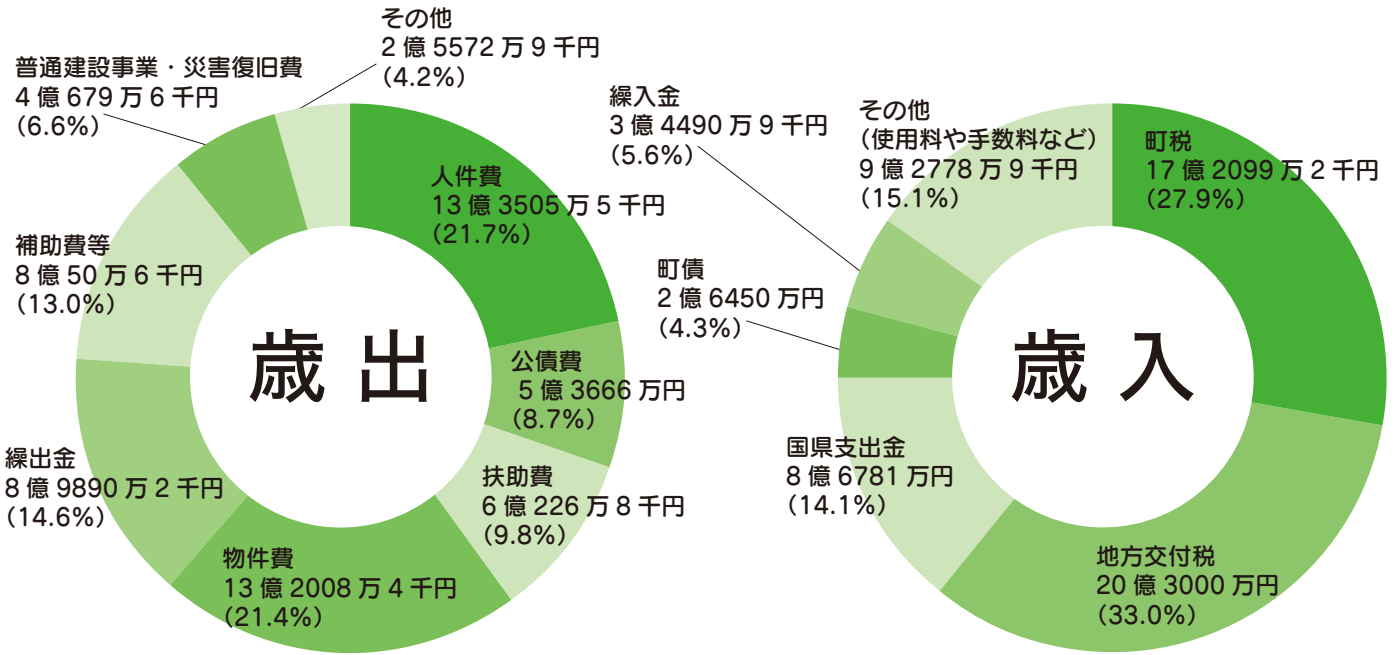 その他
2 億 5572 万 9 千円
(4.2%)
普通建設事業・災害復旧費
4 億 679 万 6 千円
(6.6%)
人件費
13 億 3505 万 5 千円
(21.7%)
補助費等
8 億 50 万 6 千円
(13.0%)
歳 出
公債費
5 億 3666 万円
(8.7%)
繰出金
8 億 9890 万 2 千円
(14.6%)
扶助費
6 億 226 万 8 千円
(9.8%)
物件費
13 億 2008 万 4 千円
(21.4%)
繰入金
3 億 4490 万 9 千円
(5.6%)
その他
(使用料や手数料など)
9 億 2778 万 9 千円
(15.1%)
町税
17 億 2099 万 2 千円
(27.9%)
町債
2 億 6450 万円
(4.3%)
歳 入
国県支出金
8 億 6781 万円
(14.1%)
地方交付税
20 億 3000 万円
(33.0%)